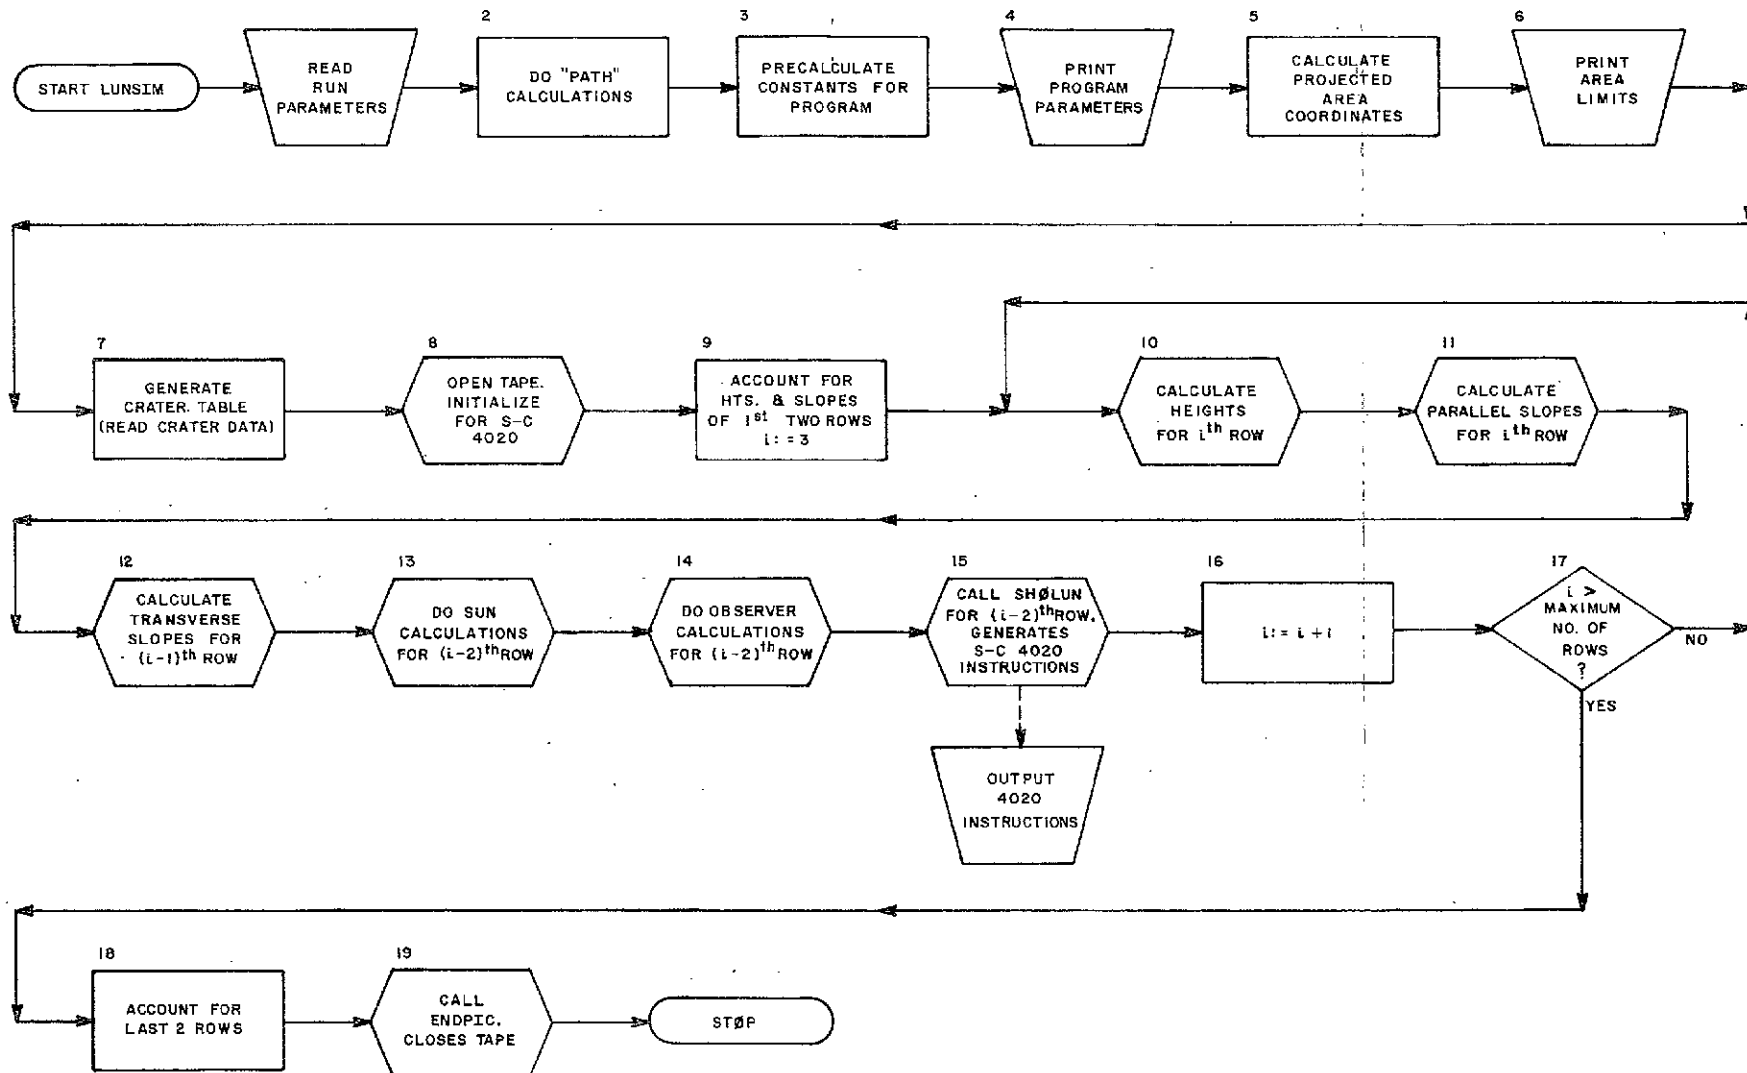 START LUNSIM
READ
RUN
PARAMETERS
2
DO "PATH"
CALCULATIONS
3
PRECALCULATE
CONSTANTS FOR
PROGRAM
4
PRINT
PROGRAM
PARAMETERS
5
CALCULATE
PROJECTED
AREA
COORDINATES
6
PRINT
AREA
LIMITS
7
GENERATE
CRATER. TABLE
(READ CRATER DATA)
8
OPEN TAPE.
INITIALIZE
FOR S-C
4020
9
ACCOUNT FOR
HTS. & SLOPES
OF 1st TWO ROWS
i:=3
10
CALCULATE
HEIGHTS
FOR ith ROW
11
CALCULATE
PARALLEL SLOPES
FOR ith ROW
12
CALCULATE
TRANSVERSE
SLOPES FOR
(i-1)th ROW
13
DO SUN
CALCULATIONS
FOR (i-2)th ROW
14
DO OBSERVER
CALCULATIONS
FOR (i-2)th ROW
15
CALL SHØLUN
FOR (i-2)th ROW.
GENERATES
S-C 4020
INSTRUCTIONS
OUTPUT
4020
INSTRUCTIONS
16
i:= i + i
17
i >
MAXIMUM
NO. OF
ROWS
?
NO
YES
18
ACCOUNT FOR
LAST 2 ROWS
19
CALL
ENDPIC.
CLOSES TAPE
STØP